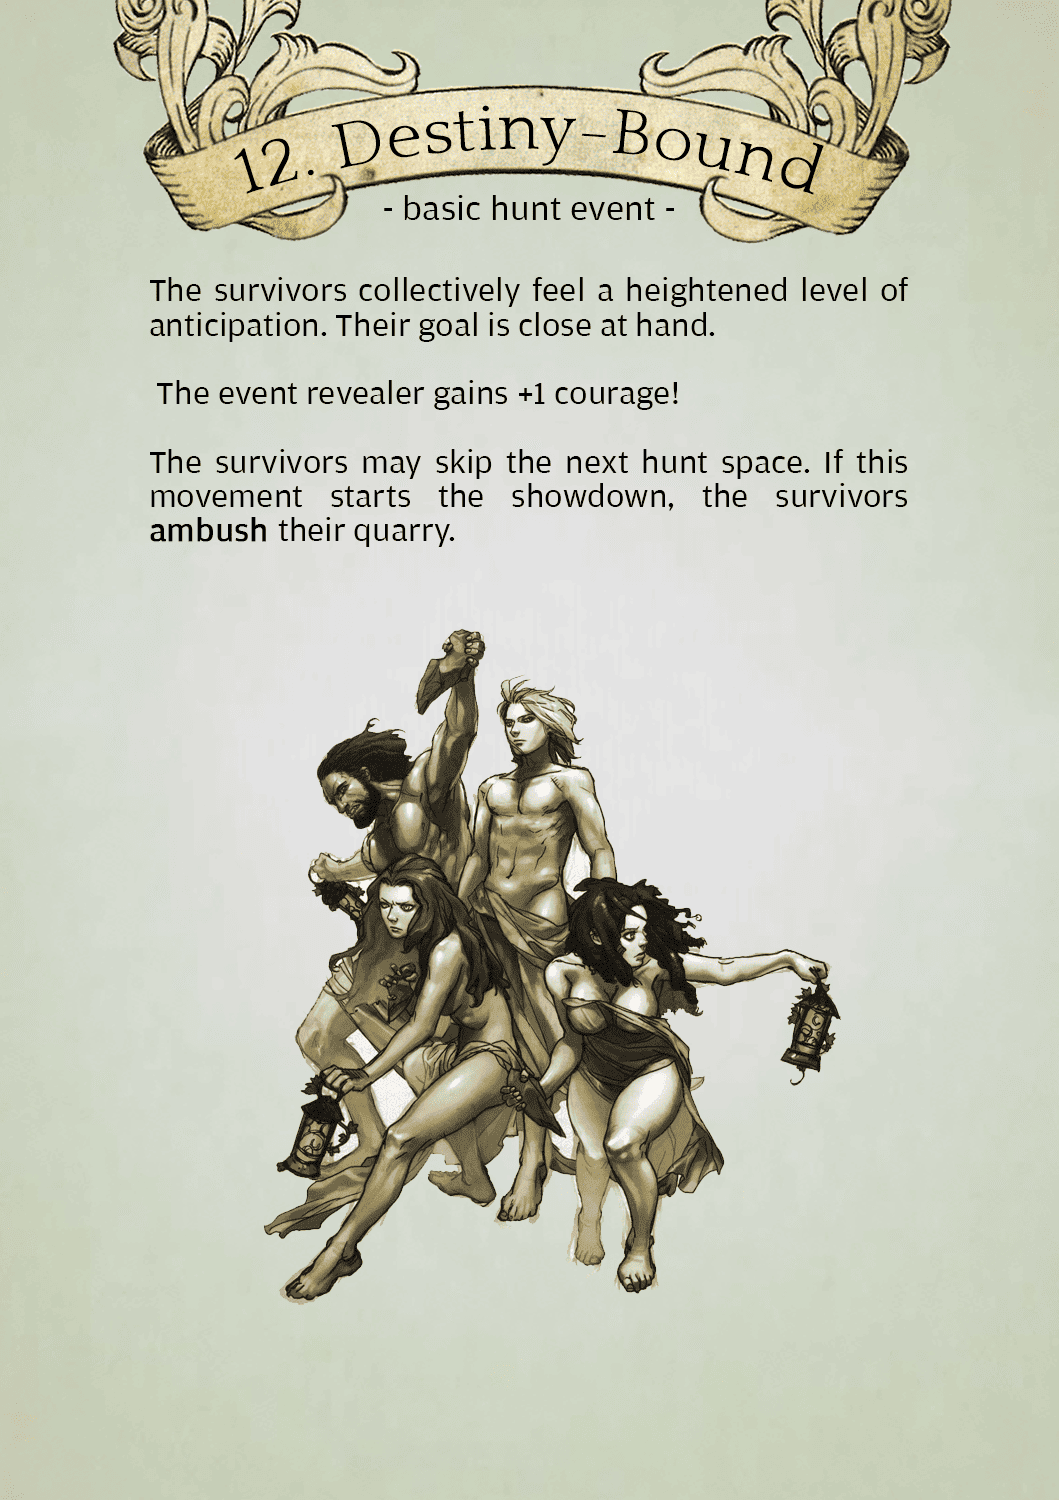 12. Destiny-Bound
- basic hunt event -
The survivors collectively feel a heightened level of
anticipation. Their goal is close at hand.
The event revealer gains +1 courage!
The survivors may skip the next hunt space. If this
movement starts the showdown, the survivors
ambush their quarry.